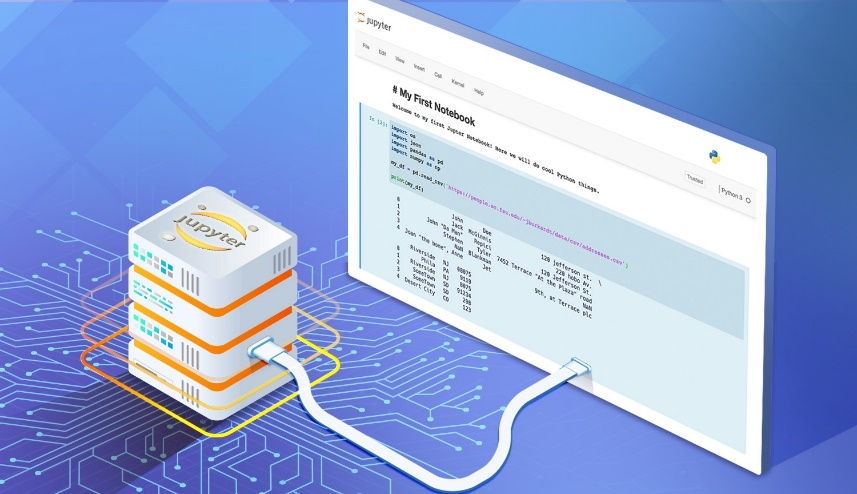 jupyter
File Edit View Insert Cell Kernel Help
Trusted | Python 3
# My First Notebook
Welcome to my first Jupter Notebook! Here we will do cool Python things.
In [2]:
import os
import json
import pandas as pd
import numpy as np
my_df = pd.read_csv('https://people.sc.fsu.edu/~jburkardt/data/csv/addresses.csv')
print(my_df)
John Doe 120 jefferson st. \
0 Jack McGinnis 220 hobo Av.
1 John "Da Man" Repici 120 Jefferson St.
2 Stephen Tyler 7452 Terrace "At the Plaza" road
3 NaN Blankman NaN
4 Joan "the bone", Anne Jet 9th, at Terrace plc
Riverside NJ 08075
0 Phila PA 9119
1 Riverside NJ 8075
2 SomeTown SD 91234
3 SomeTown SD 298
4 Desert City CO 123
jupyter